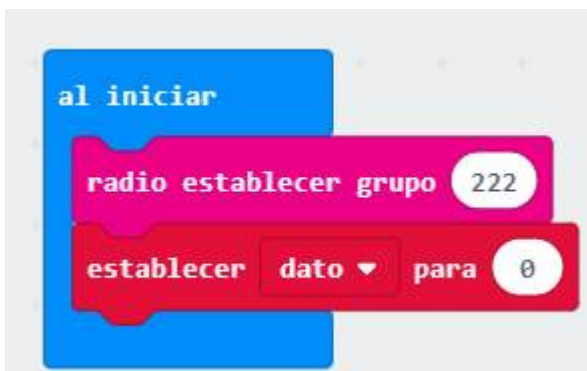 al iniciar
radio establecer grupo 222
establecer dato para 0